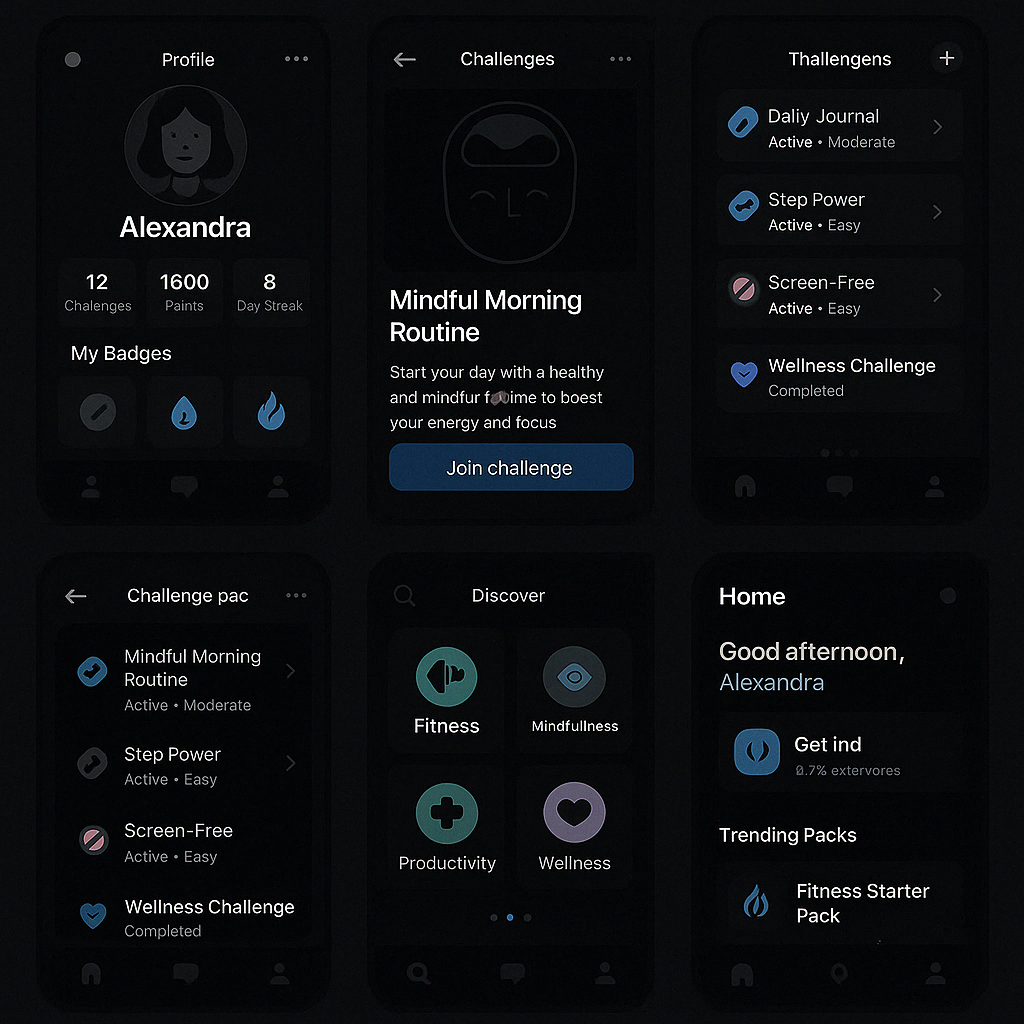 Profile
Alexandra
12
Chalenges
1600
Paints
8
Day Streak
My Badges
Challenges
Mindful Morning
Routine
Start your day with a healthy
and mindfur to boest
your energy and focus
Join challenge
Thallengens
Daliy Journal
Active • Moderate
Step Power
Active • Easy
Screen-Free
Active • Easy
Wellness Challenge
Completed
Challenge pac
Mindful Morning
Routine
Active • Moderate
Step Power
Active • Easy
Screen-Free
Active • Easy
Wellness Challenge
Completed
Discover
Fitness
Mindfullness
Productivity
Wellness
Home
Good afternoon,
Alexandra
Get ind
0.7% extervores
Trending Packs
Fitness Starter
Pack